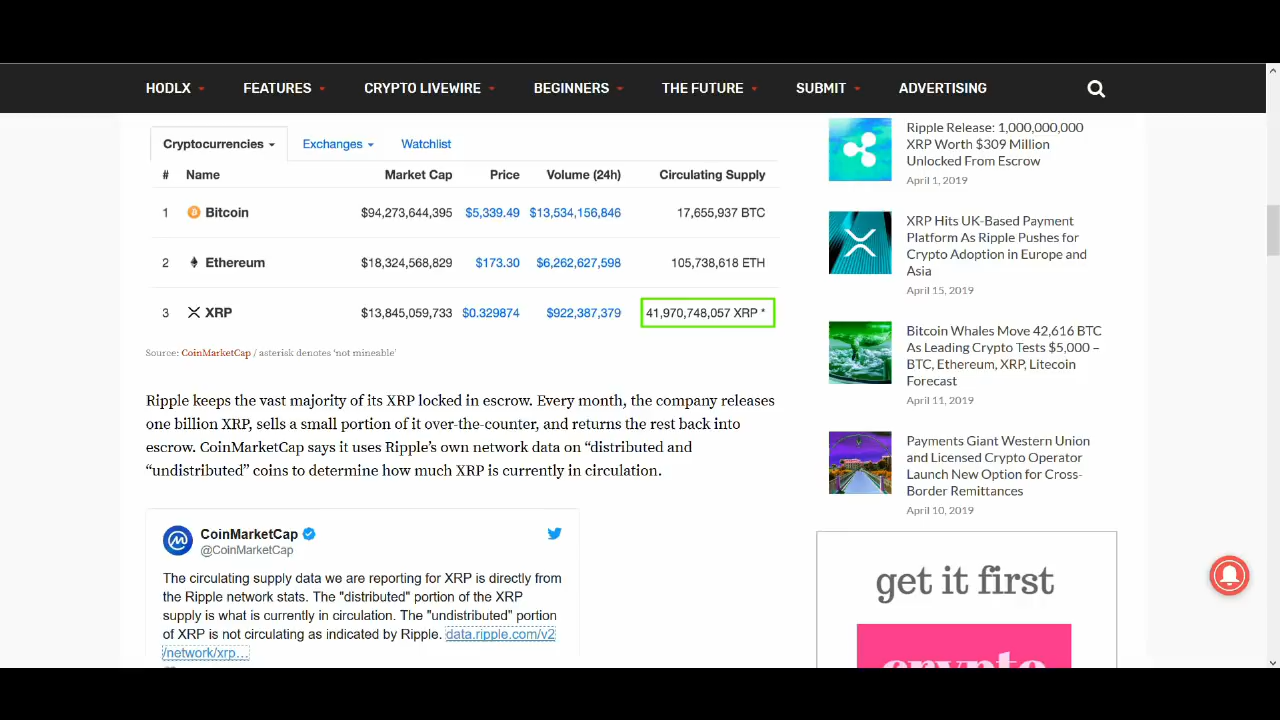 HODLX FEATURES CRYPTO LIVEWIRE BEGINNERS THE FUTURE SUBMIT ADVERTISING
Cryptocurrencies Exchanges Watchlist
# Name Market Cap Price Volume (24h) Circulating Supply
1 Bitcoin $94,273,644,395 $5,339.49 $13,534,156,846 17,655,937 BTC
2 Ethereum $18,324,568,829 $173.30 $6,262,627,598 105,738,618 ETH
3 XRP $13,845,059,733 $0.329874 $922,387,379 41,970,748,057 XRP *
Source: CoinMarketCap / asterisk denotes 'not mineable'
Ripple keeps the vast majority of its XRP locked in escrow. Every month, the company releases
one billion XRP, sells a small portion of it over-the-counter, and returns the rest back into
escrow. CoinMarketCap says it uses Ripple's own network data on “distributed and
“undistributed” coins to determine how much XRP is currently in circulation.
CoinMarketCap
@CoinMarketCap
The circulating supply data we are reporting for XRP is directly from
the Ripple network stats. The "distributed" portion of the XRP
supply is what is currently in circulation. The "undistributed" portion
of XRP is not circulating as indicated by Ripple. data.ripple.com/v2
/network/xrp…
Ripple Release: 1,000,000,000
XRP Worth $309 Million
Unlocked From Escrow
April 1, 2019
XRP Hits UK-Based Payment
Platform As Ripple Pushes for
Crypto Adoption in Europe and
Asia
April 15, 2019
Bitcoin Whales Move 42,616 BTC
As Leading Crypto Tests $5,000 –
BTC, Ethereum, XRP, Litecoin
Forecast
April 11, 2019
Payments Giant Western Union
and Licensed Crypto Operator
Launch New Option for Cross-
Border Remittances
April 10, 2019
get it first
crypto